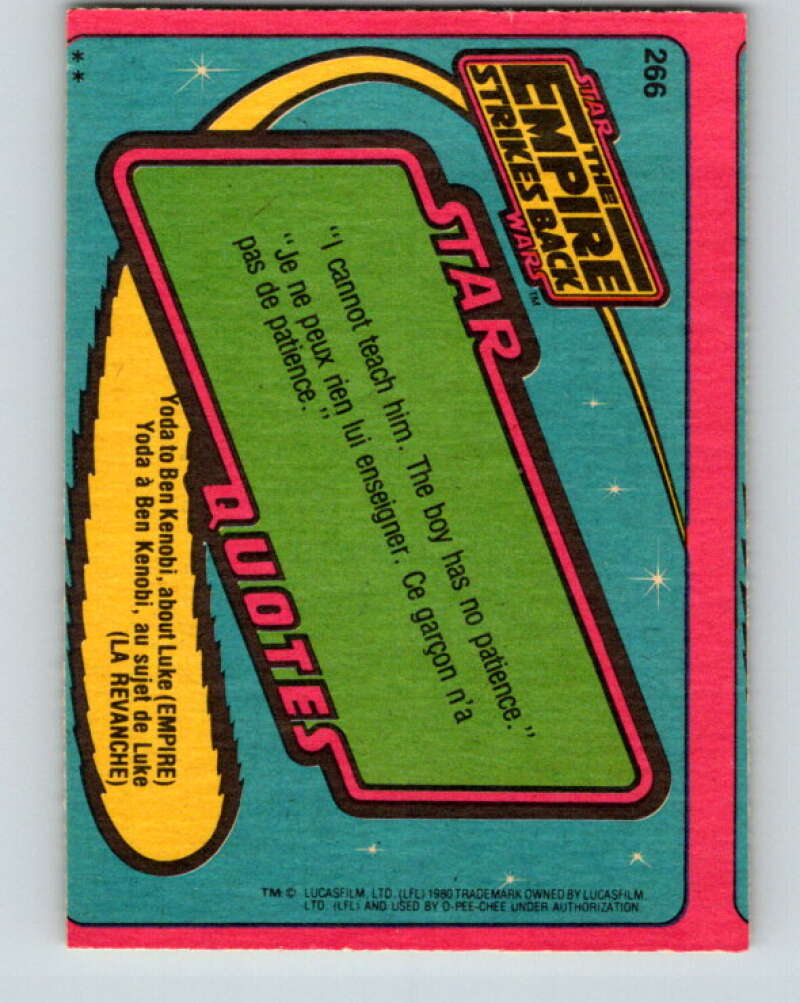 266
STAR
THE
EMPIRE
STRIKES BACK
WARS™
STAR
"I cannot teach him. The boy has no patience."
"Je ne peux rien lui enseigner. Ce garçon n'a
pas de patience."
QUOTES
Yoda to Ben Kenobi, about Luke (EMPIRE)
Yoda à Ben Kenobi, au sujet de Luke
(LA REVANCHE)
TM: © LUCASFILM, LTD. (LFL) 1980 TRADEMARK OWNED BY LUCASFILM
LTD. (LFL) AND USED BY O-PEE-CHEE UNDER AUTHORIZATION.
**